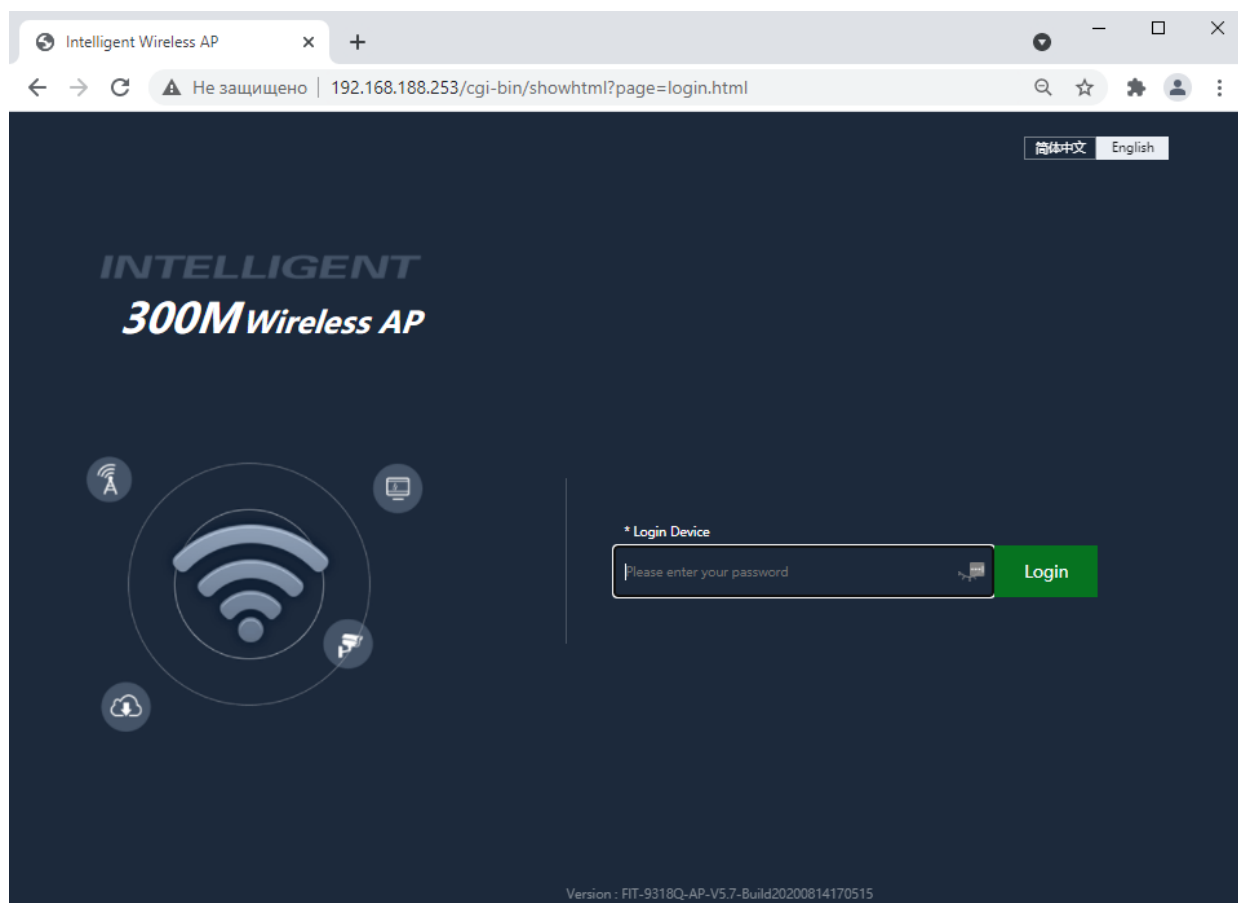 Intelligent Wireless AP
Не защищено 192.168.188.253/cgi-bin/showhtml?page=login.html
简体中文 English
INTELLIGENT
300M Wireless AP
* Login Device
Please enter your password Login
Version : FIT-9318Q-AP-V5.7-Build20200814170515